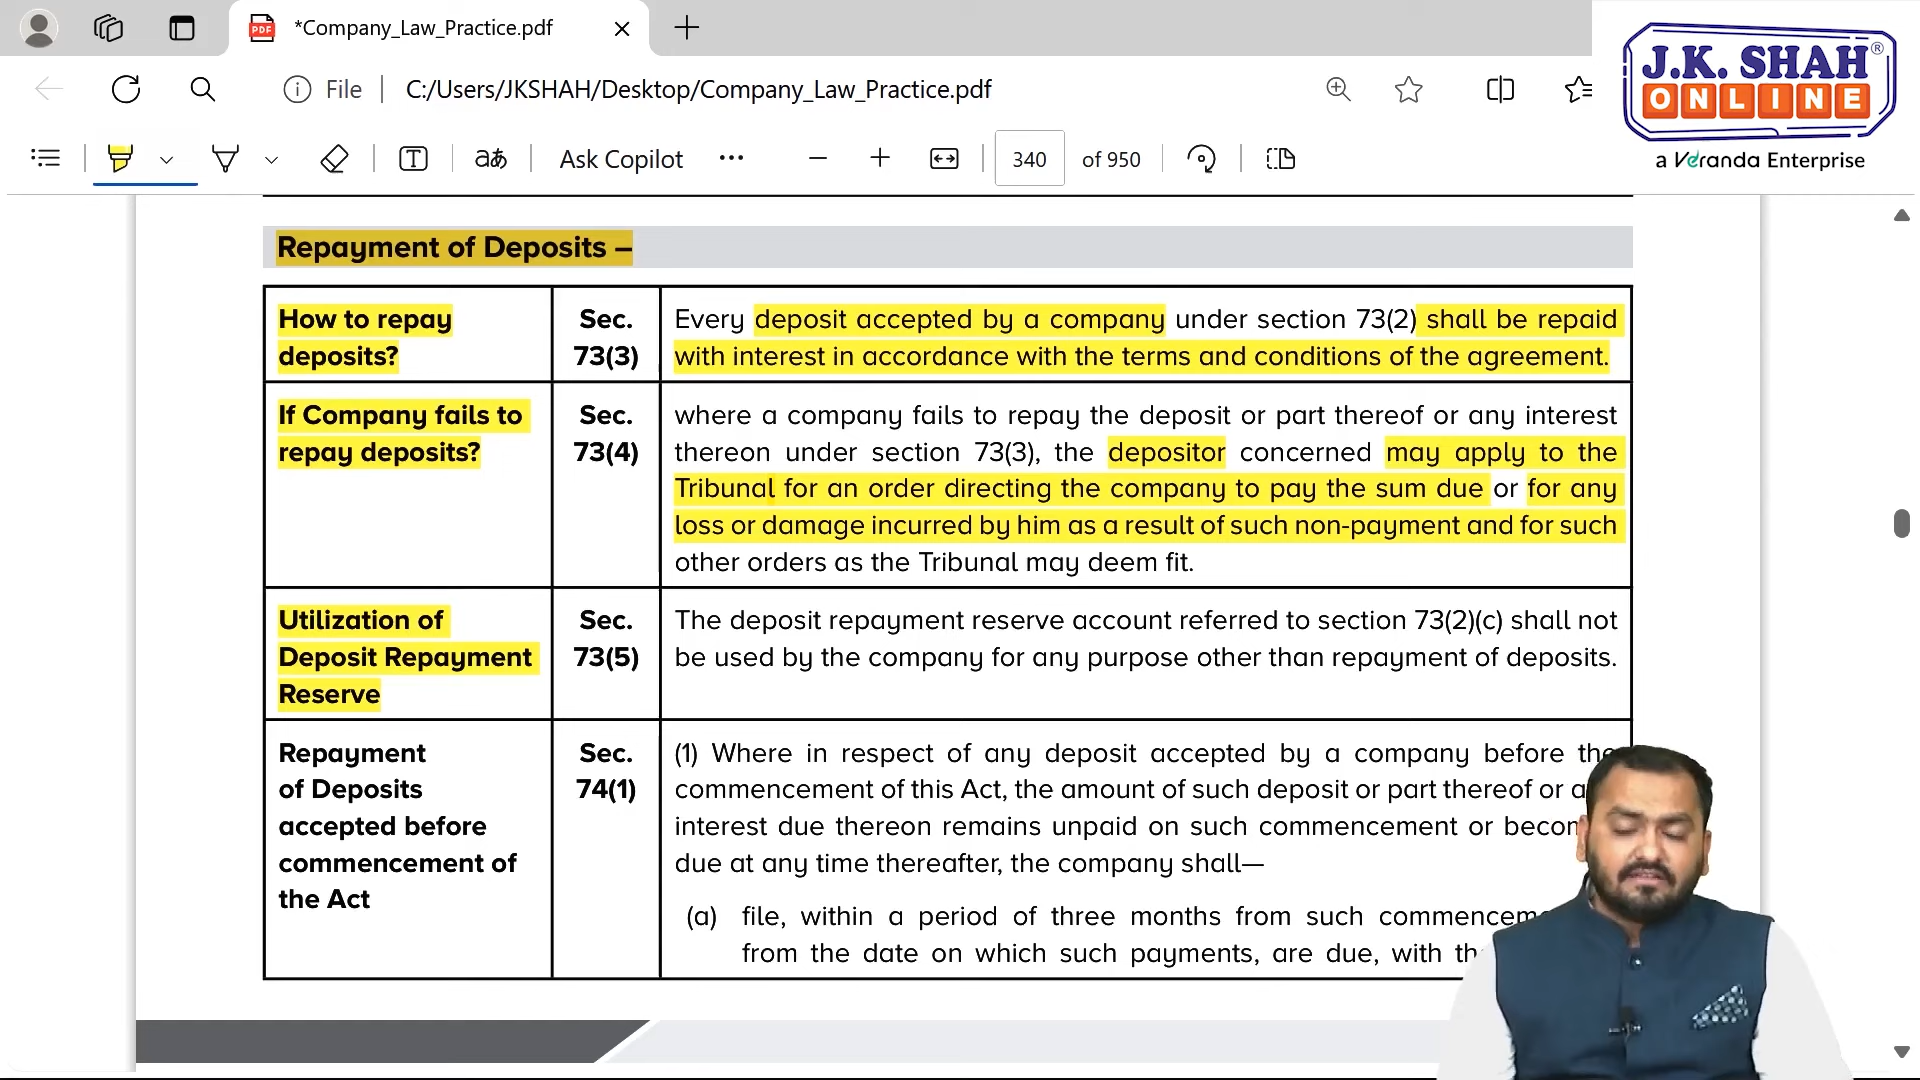 *Company_Law_Practice.pdf
J.K. SHAH®
ONLINE
a Veranda Enterprise
File
C:/Users/JKSHAH/Desktop/Company_Law_Practice.pdf
PDF
T
aあ
Ask Copilot
340
of 950
Repayment of Deposits –
How to repay
deposits?
Sec.
73(3)
Every deposit accepted by a company under section 73(2) shall be repaid
with interest in accordance with the terms and conditions of the agreement.
If Company fails to
repay deposits?
Sec.
73(4)
where a company fails to repay the deposit or part thereof or any interest
thereon under section 73(3), the depositor concerned may apply to the
Tribunal for an order directing the company to pay the sum due or for any
loss or damage incurred by him as a result of such non-payment and for such
other orders as the Tribunal may deem fit.
Utilization of
Deposit Repayment
Reserve
Sec.
73(5)
The deposit repayment reserve account referred to section 73(2)(c) shall not
be used by the company for any purpose other than repayment of deposits.
Repayment
of Deposits
accepted before
commencement of
the Act
Sec.
74(1)
(1) Where in respect of any deposit accepted by a company before the
commencement of this Act, the amount of such deposit or part thereof or
interest due thereon remains unpaid on such commencement or
due at any time thereafter, the company shall—
(a) file, within a period of three months from such
from the date on which such payments, are due, with